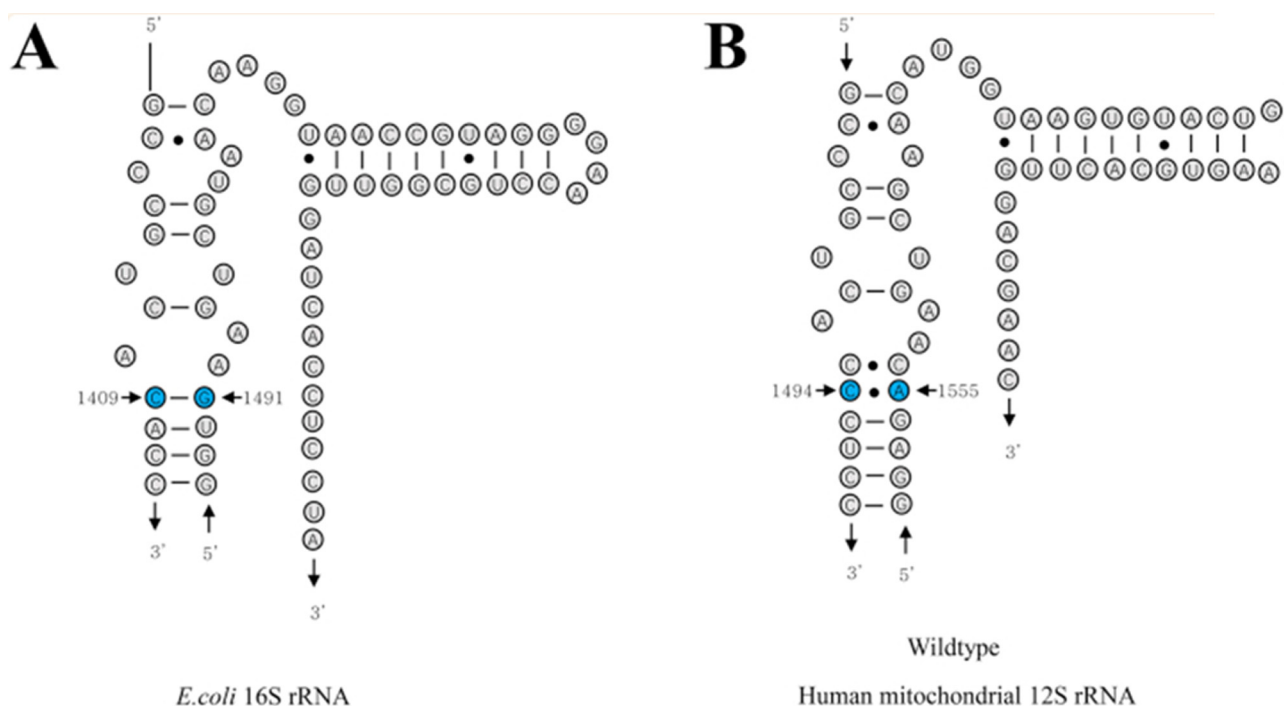 A
5'
A A G G
G C
C A
A
C U
C G
G C
U U
C G
A
A A
1409 C G 1491
A U
C G
C G
3' 5'
U A A C C G U A G G G
G
A
G U U G G C G U C C A
G
A
U
C
A
C
C
U
C
C
U
A
3'
E.coli 16S rRNA
B
5'
A U G G
G C
C A
C A
C G
G C
U U
C G
A A
A
C C
1494 C A 1555
C G
U A
C G
C G
3' 5'
U A A G U G U A C U G
G U U C A C G U G A A
G
A
C
G
A
A
C
3'
Wildtype
Human mitochondrial 12S rRNA